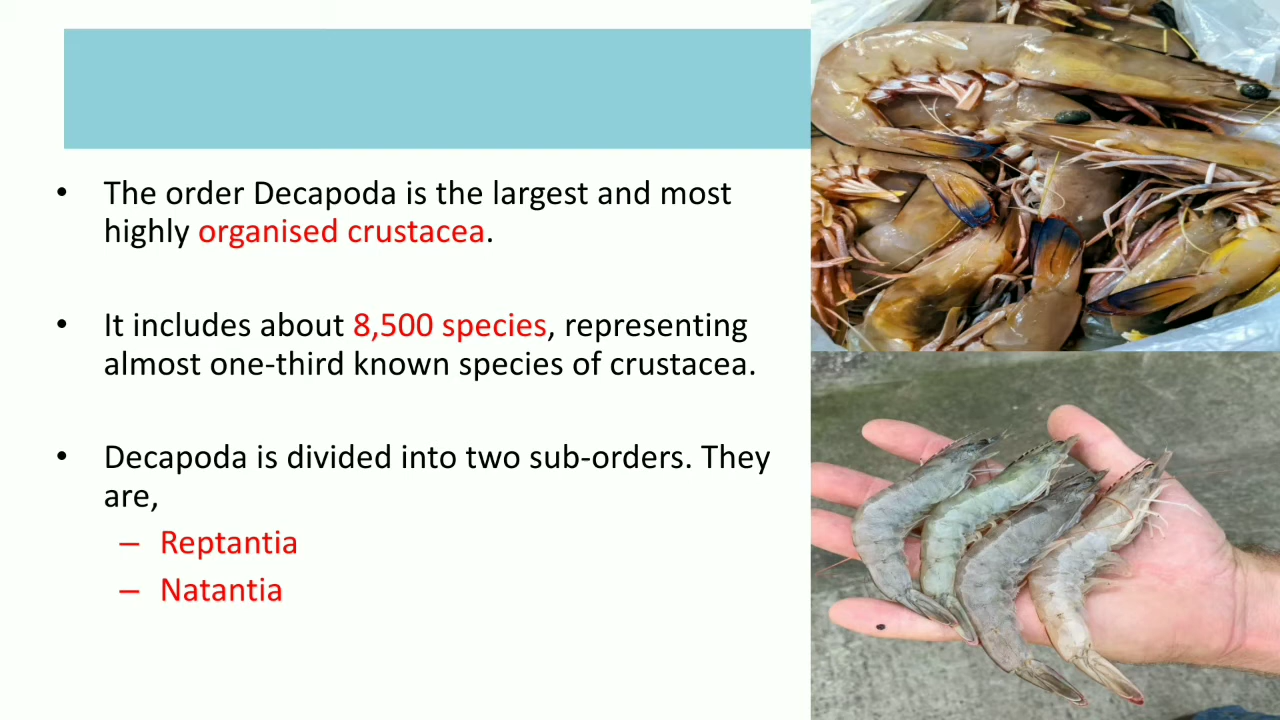 • The order Decapoda is the largest and most
highly organised crustacea.
• It includes about 8,500 species, representing
almost one-third known species of crustacea.
• Decapoda is divided into two sub-orders. They
are,
– Reptantia
– Natantia